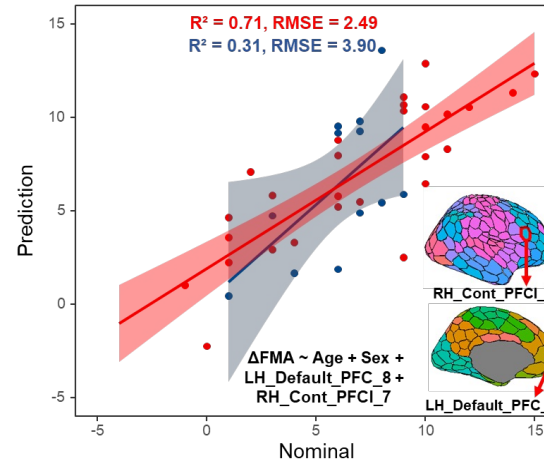 R² = 0.71, RMSE = 2.49
R² = 0.31, RMSE = 3.90
15
10
5
0
-5
Prediction
RH_Cont_PFCl_
ΔFMA ~ Age + Sex +
LH_Default_PFC_8 +
RH_Cont_PFCl_7
LH_Default_PFC_
-5
0
5
10
15
Nominal